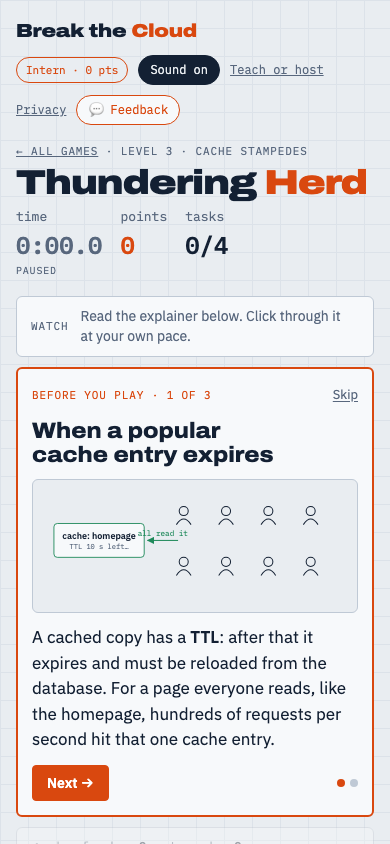 Break the Cloud
Intern · 0 pts
Sound on
Teach or host
Privacy
💬 Feedback
← ALL GAMES · LEVEL 3 · CACHE STAMPEDES
Thundering Herd
time points tasks
0:00.0 0 0/4
PAUSED
WATCH
Read the explainer below. Click through it
at your own pace.
BEFORE YOU PLAY · 1 OF 3
Skip
When a popular
cache entry expires
cache: homepage
TTL 10 s left…
all read it
A cached copy has a TTL: after that it
expires and must be reloaded from the
database. For a page everyone reads, like
the homepage, hundreds of requests per
second hit that one cache entry.
Next →